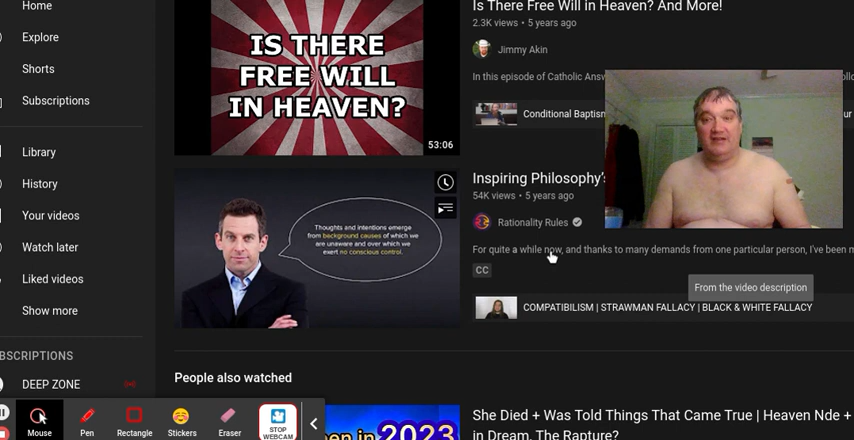 Home
Explore
Shorts
Subscriptions
Library
History
Your videos
Watch later
Liked videos
Show more
BSCRIPTIONS
DEEP ZONE
IS THERE
FREE WILL
IN HEAVEN?
53:06
Is There Free Will in Heaven? And More!
2.3K views • 5 years ago
Jimmy Akin
In this episode of Catholic Answ
Conditional Baptism
ur
Thoughts and intentions emerge
from background causes of which we
are unaware and over which we
exert no conscious control.
Inspiring Philosophy's
54K views • 5 years ago
Rationality Rules
For quite a while now, and thanks to many demands from one particular person, I've been m
CC
From the video description
COMPATIBILISM | STRAWMAN FALLACY | BLACK & WHITE FALLACY
People also watched
en in 2023
She Died + Was Told Things That Came True | Heaven Nde +
in Dream. The Rapture?
Mouse
Pen
Rectangle
Stickers
Eraser
STOP
WEBCAM